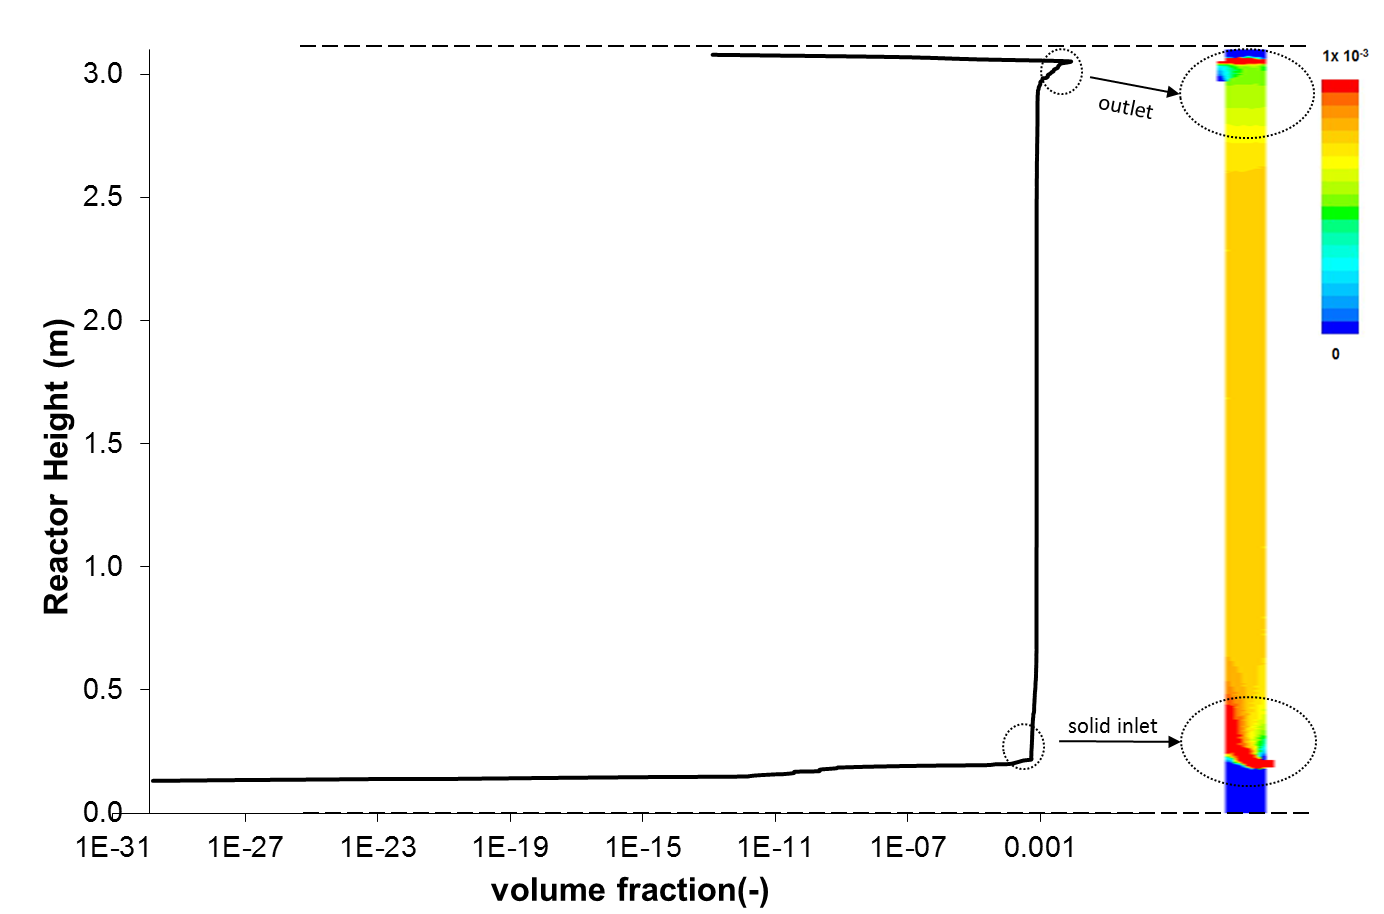 1x 10-3
3.0
outlet
2.5
2.0
1.5
1.0
0.5
0.0
Reactor Height (m)
0
solid inlet
1E-31 1E-27 1E-23 1E-19 1E-15 1E-11 1E-07 0.001
volume fraction(-)